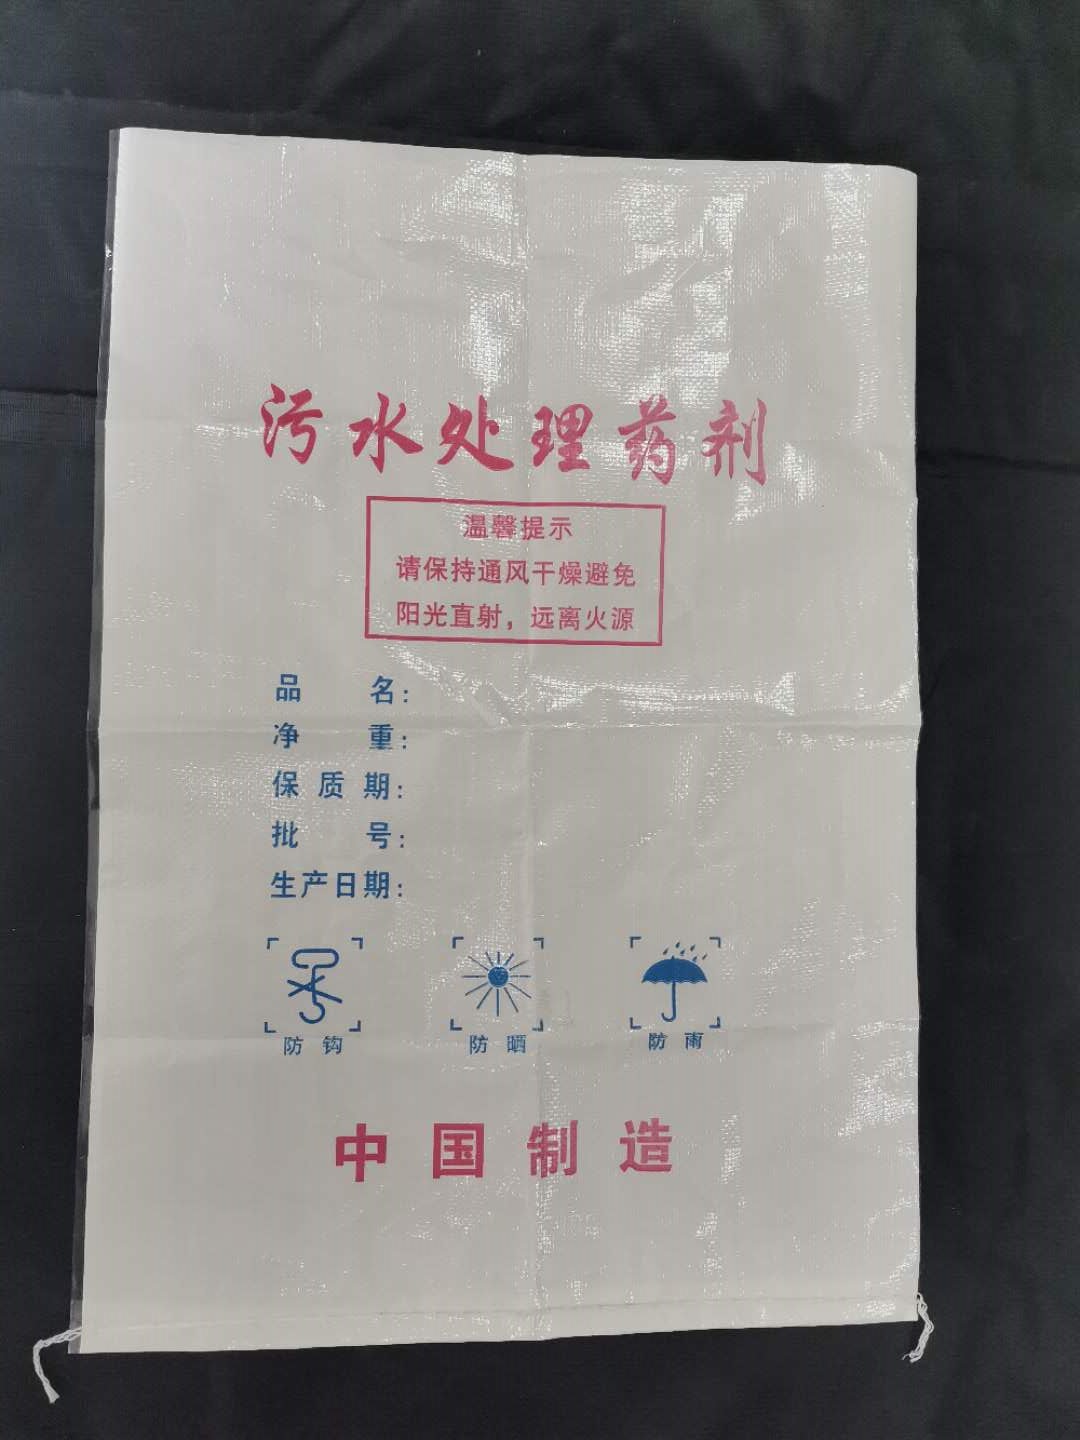 污水处理药剂
温馨提示
请保持通风干燥避免
阳光直射，远离火源
品名：
净重：
保质期：
批号：
生产日期：
防钩 防晒 防雨
中国制造